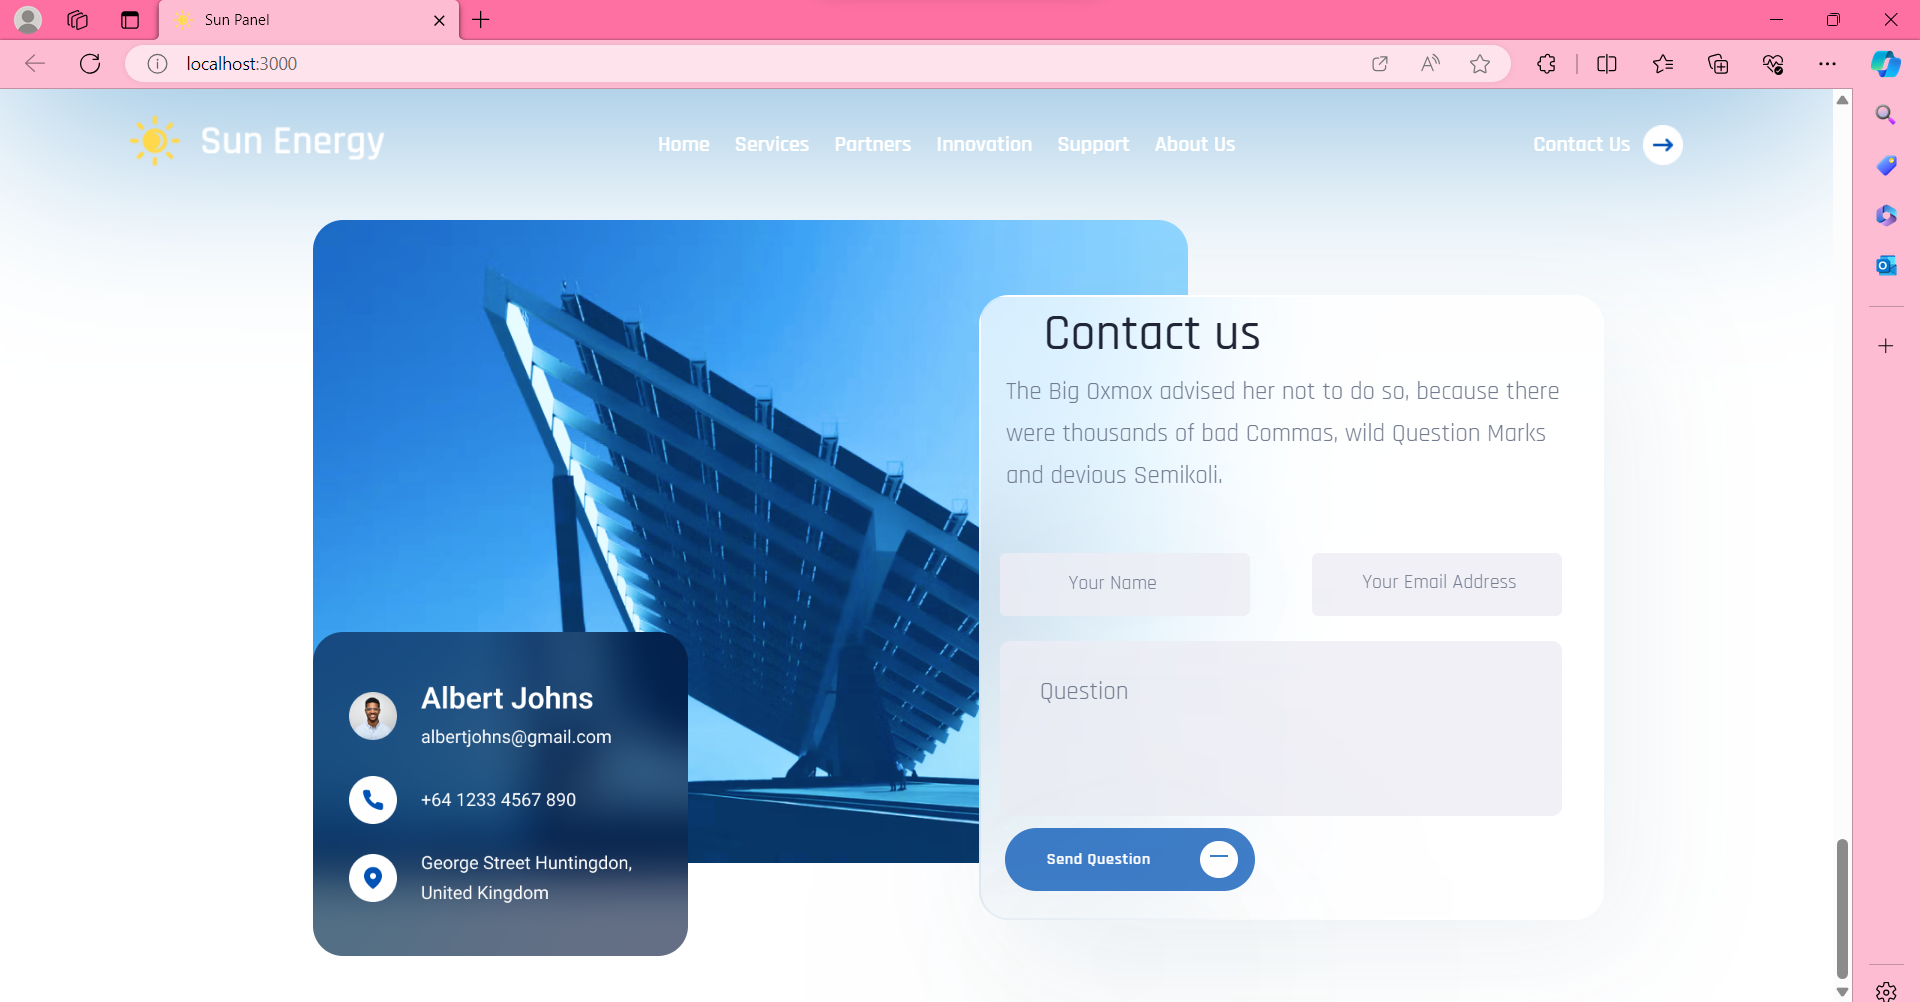 Sun Panel
localhost:3000
Sun Energy
Home Services Partners Innovation Support About Us
Contact Us
Contact us
The Big Oxmox advised her not to do so, because there
were thousands of bad Commas, wild Question Marks
and devious Semikoli.
Your Name
Your Email Address
Question
Send Question
Albert Johns
albertjohns@gmail.com
+64 1233 4567 890
George Street Huntingdon,
United Kingdom